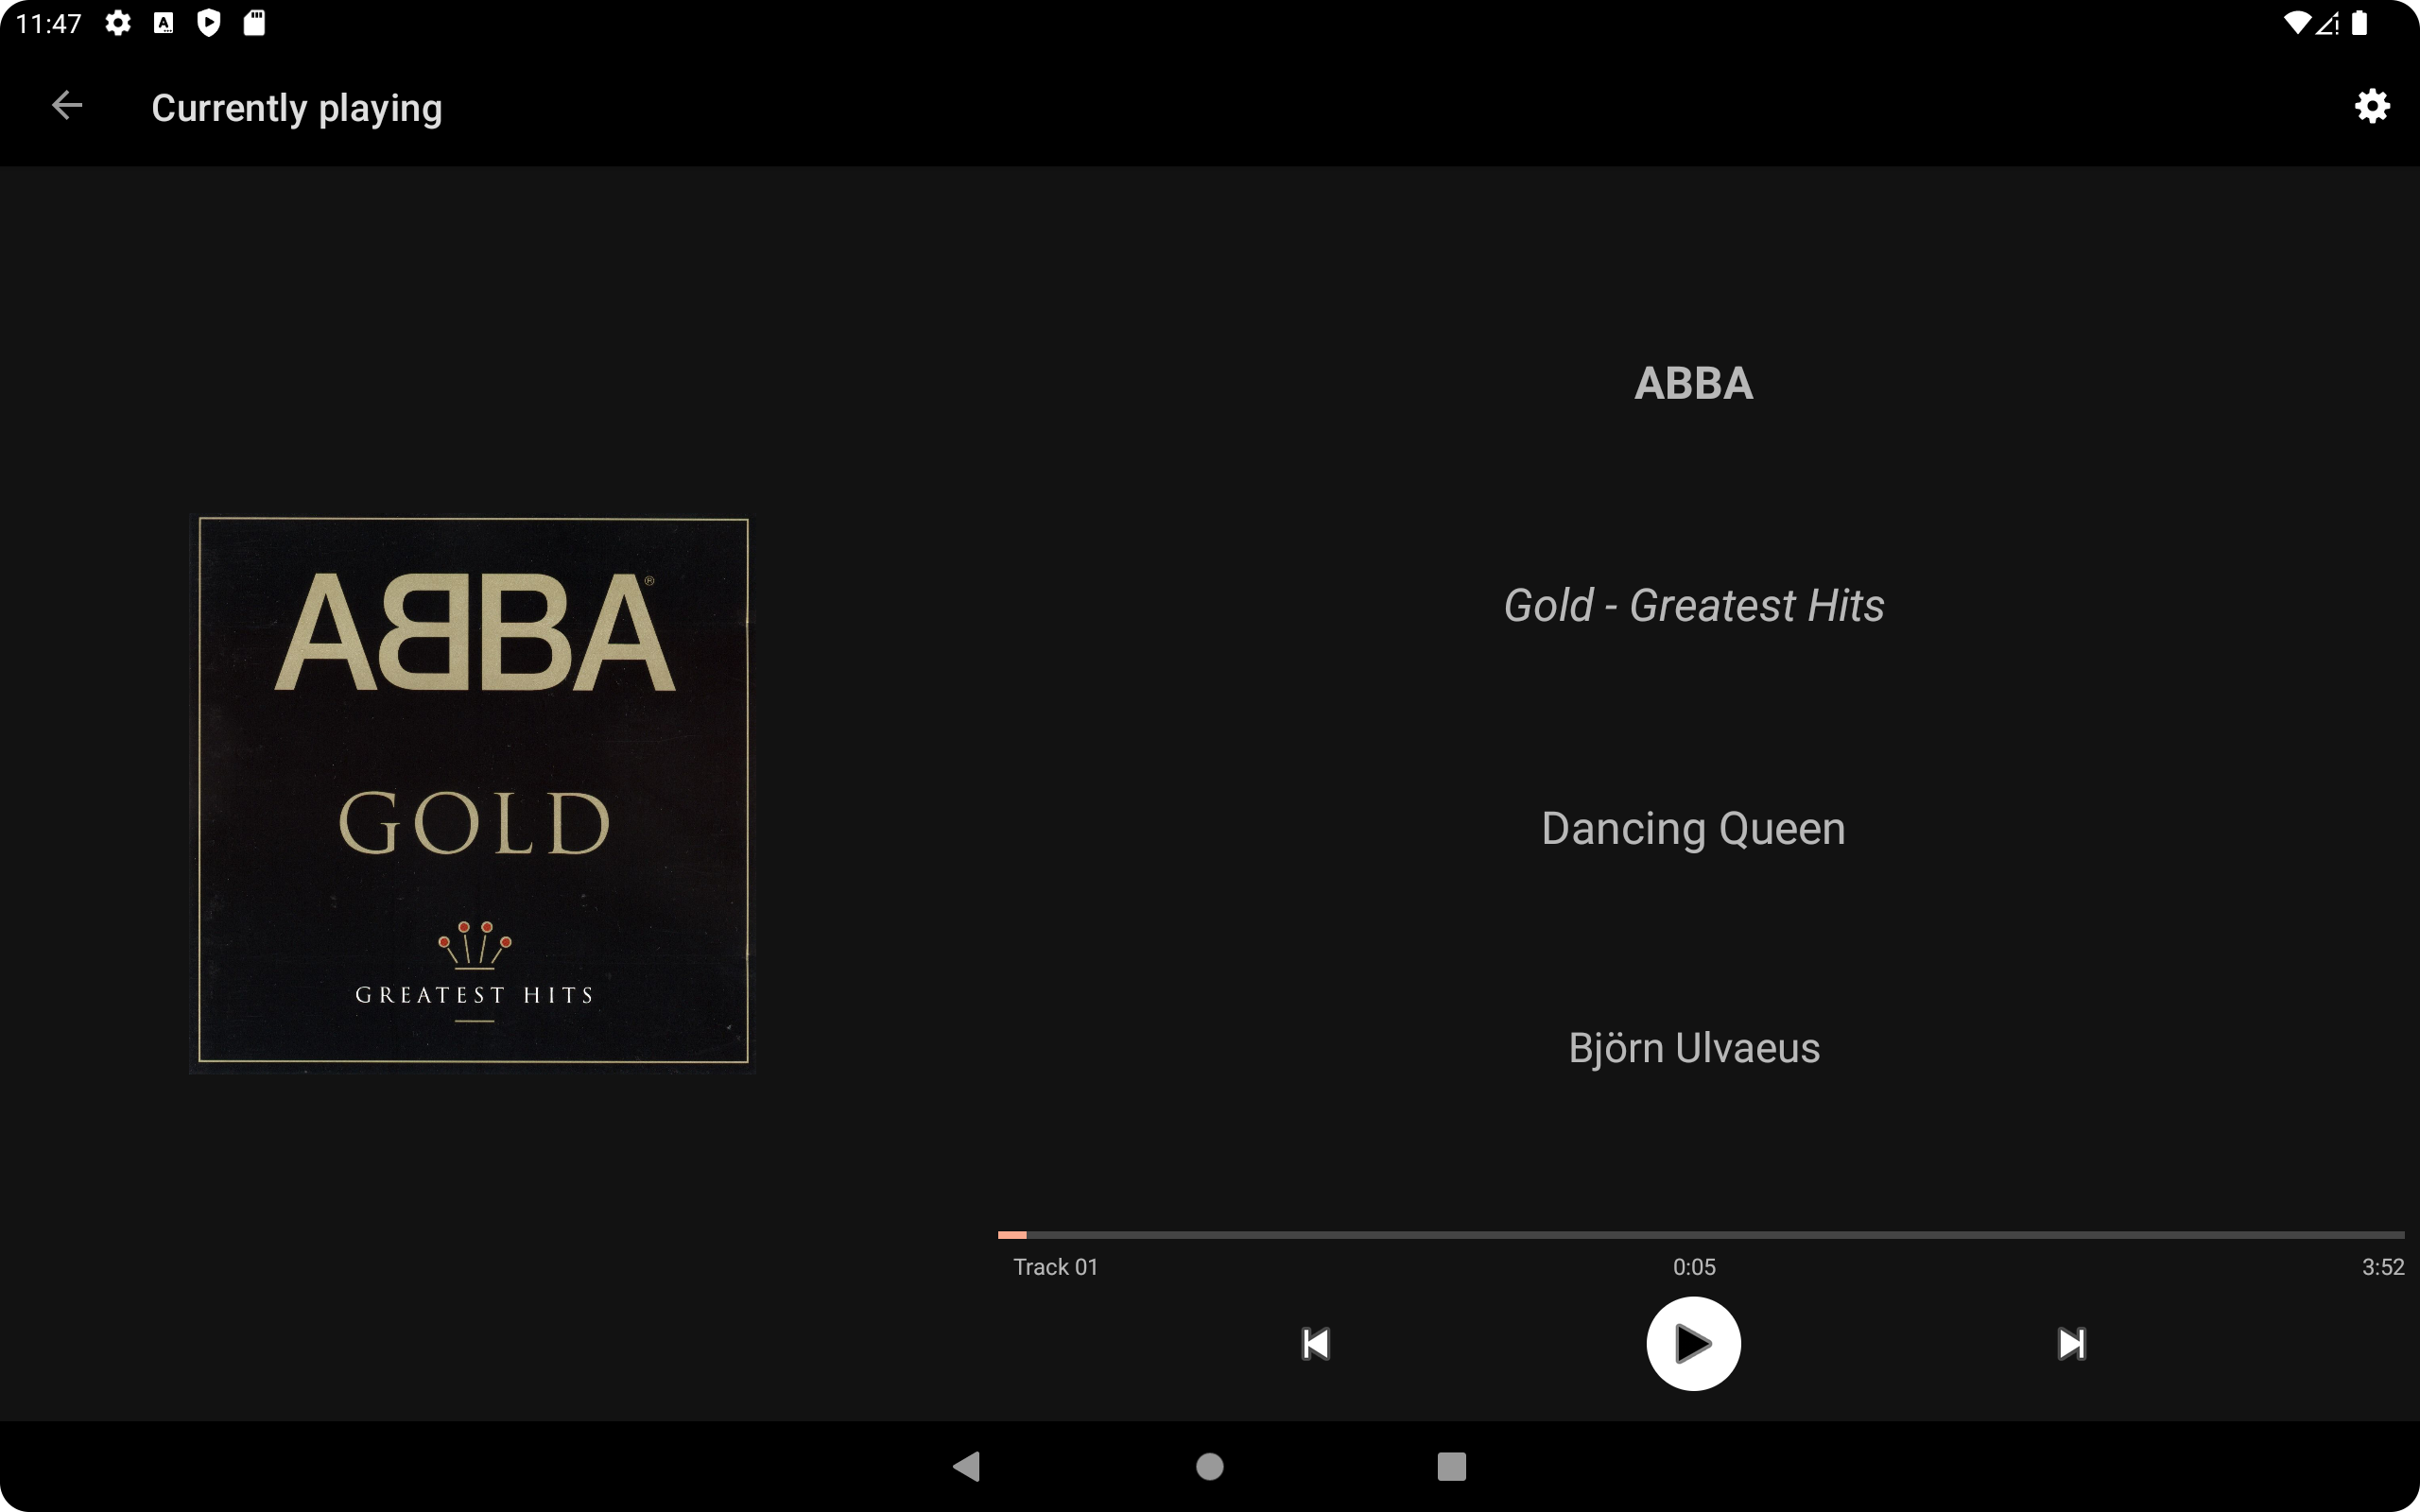 11:47
Currently playing
ABBA
Gold - Greatest Hits
Dancing Queen
Björn Ulvaeus
ABBA®
GOLD
GREATEST HITS
Track 01 0:05 3:52